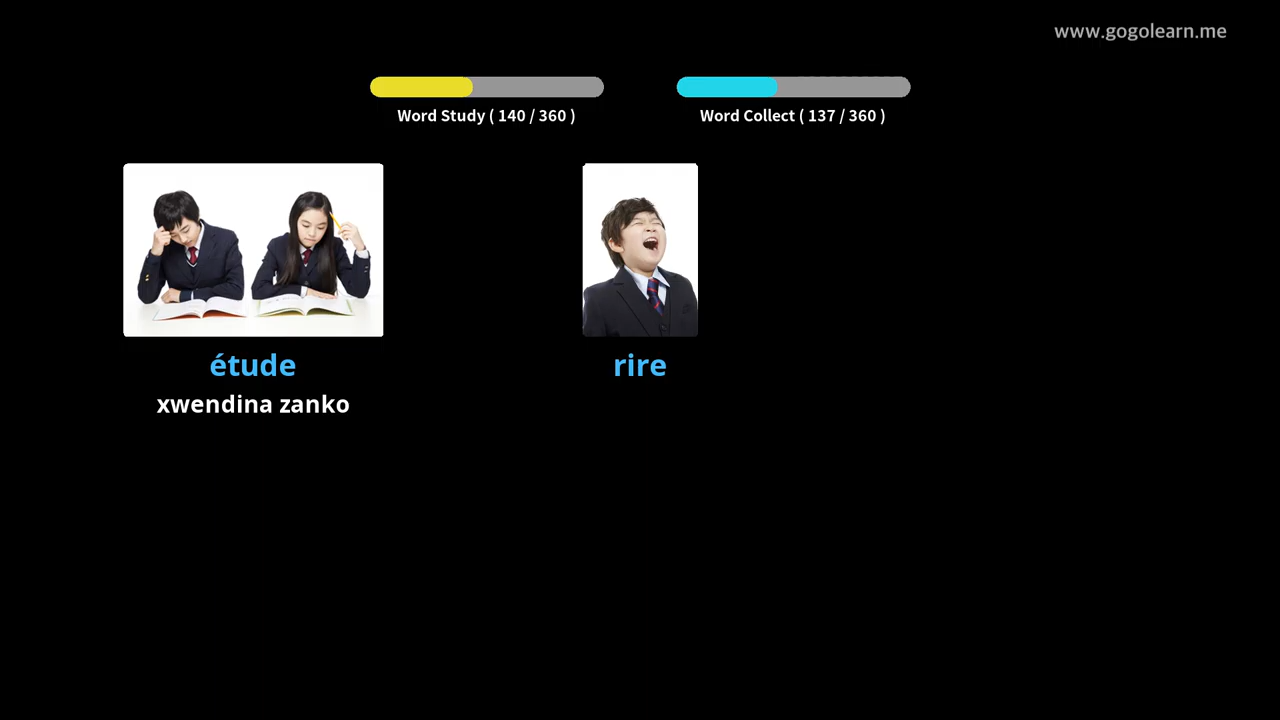 www.gogolearn.me
Word Study ( 140 / 360 )
Word Collect ( 137 / 360 )
étude
rire
xwendina zanko